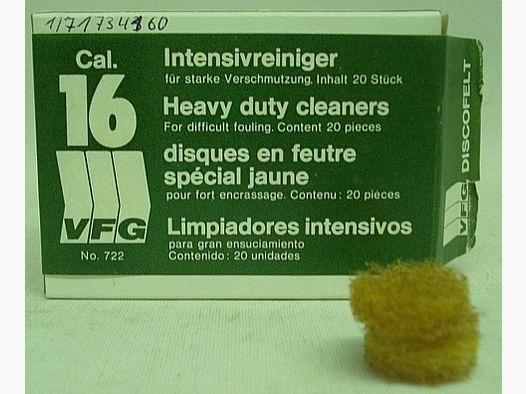 1/71734160
Cal.
16
VFG
No. 722
Intensivreiniger
für starke Verschmutzung. Inhalt 20 Stück
Heavy duty cleaners
For difficult fouling. Content 20 pieces
disques en feutre
spécial jaune
pour fort encrassage. Contenu: 20 pièces
Limpiadores intensivos
para gran ensuciamiento
Contenido: 20 unidades
VFG DISCOFELT